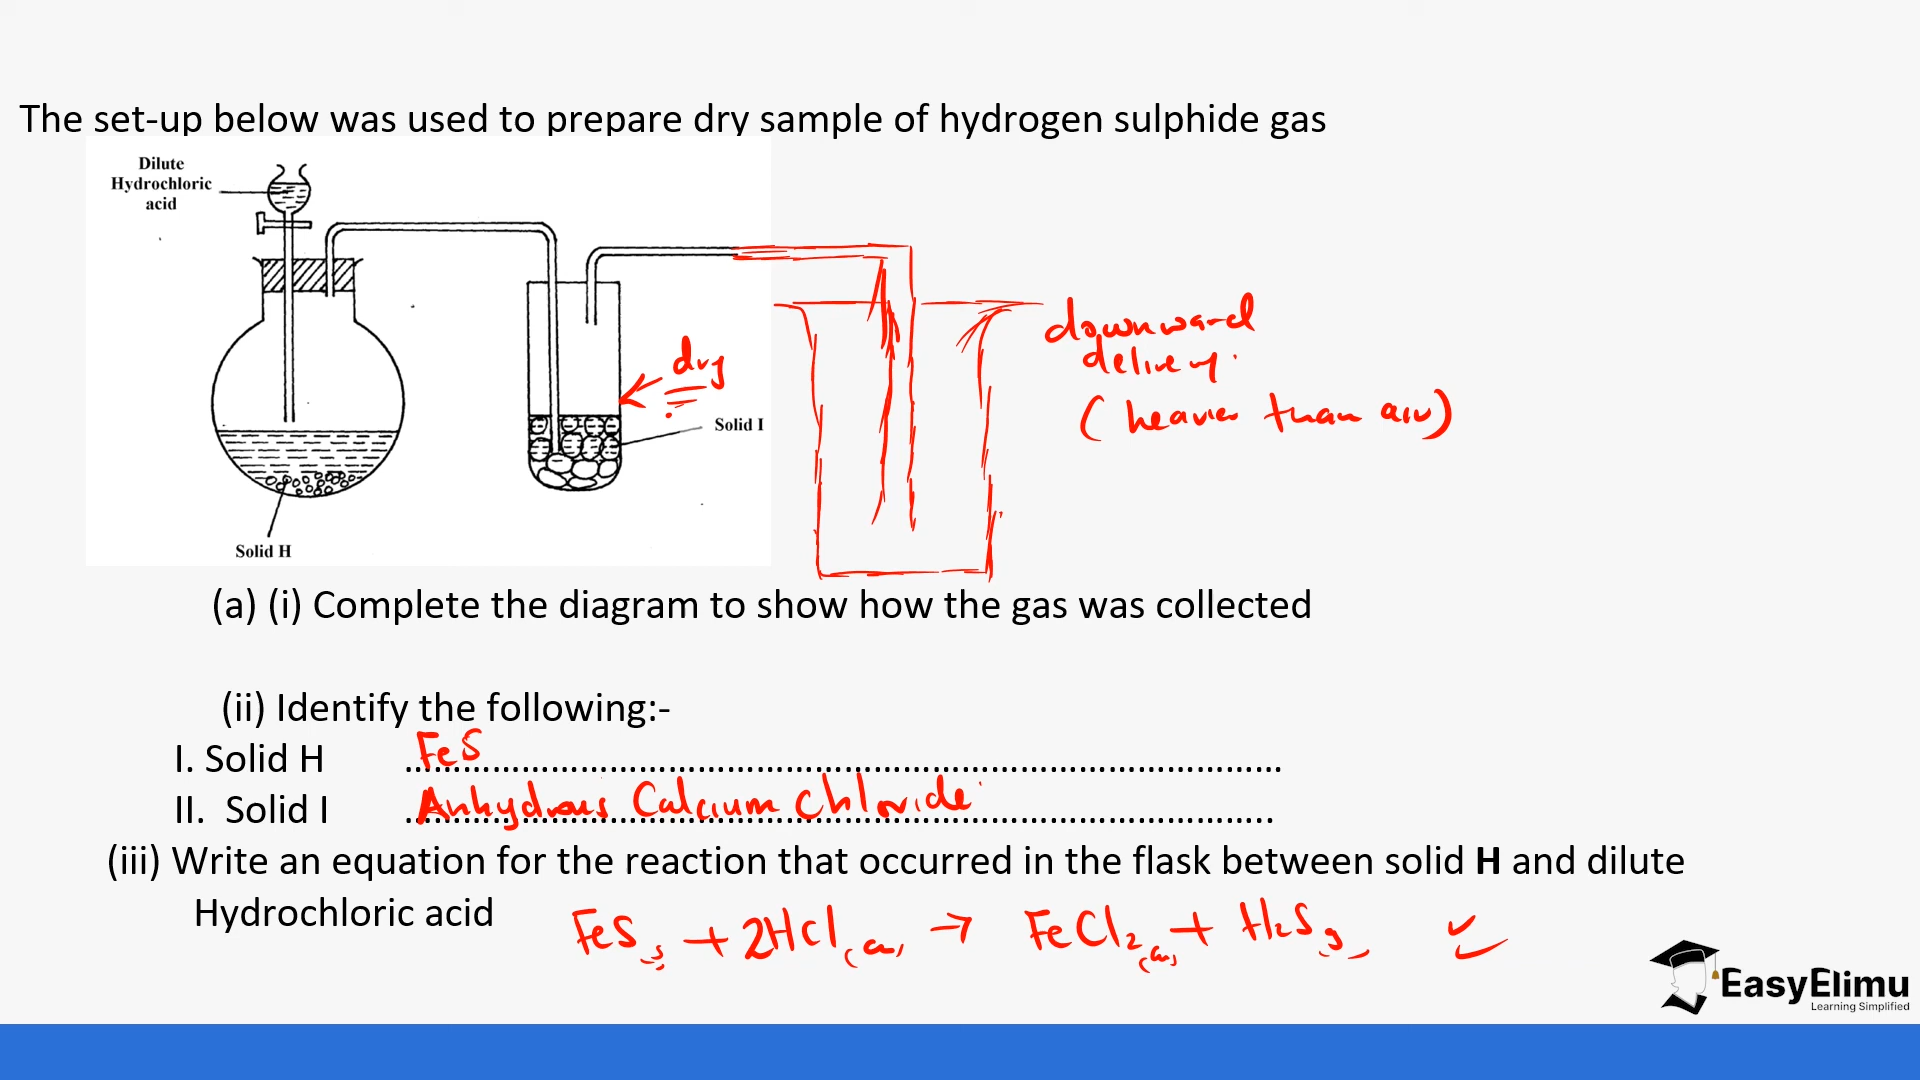 The set-up below was used to prepare dry sample of hydrogen sulphide gas
Dilute
Hydrochloric
acid
dry
Solid I
Solid H
downward
delivery.
(heavier than air)
(a) (i) Complete the diagram to show how the gas was collected
(ii) Identify the following:-
I. Solid H FeS
II. Solid I Anhydrous Calcium Chloride
(iii) Write an equation for the reaction that occurred in the flask between solid H and dilute
Hydrochloric acid FeS(s) + 2HCl(aq) → FeCl2(aq) + H2S(g)
EasyElimu
Learning Simplified